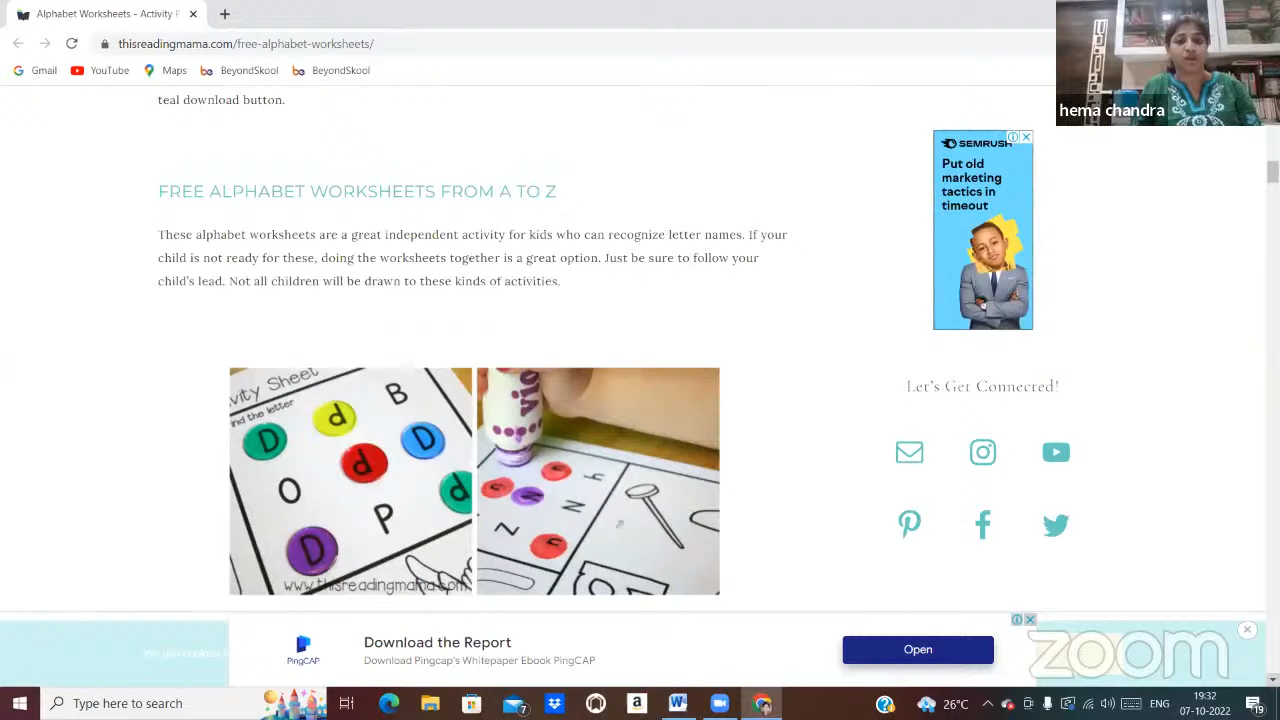 Alphabet Worksheets - Activity P
thisreadingmama.com/free-alphabet-worksheets/
Gmail
YouTube
Maps
BeyondSkool
BeyondSkool
hema chandra
teal download button.
SEMRUSH
Put old
marketing
tactics in
timeout
FREE ALPHABET WORKSHEETS FROM A TO Z
These alphabet worksheets are a great independent activity for kids who can recognize letter names. If your
child is not ready for these, doing the worksheets together is a great option. Just be sure to follow your
child's lead. Not all children will be drawn to these kinds of activities.
Let's Get Connected!
vity Sheet
nd the letter
D d B
d D
O d
D P
www.thisreadingmama.com
n n N h
Z n N
PingCAP
Download the Report
Download Pingcap's Whitepaper Ebook PingCAP
Open
zoom
Type here to search
7
26°C
ENG
19:32
07-10-2022
19